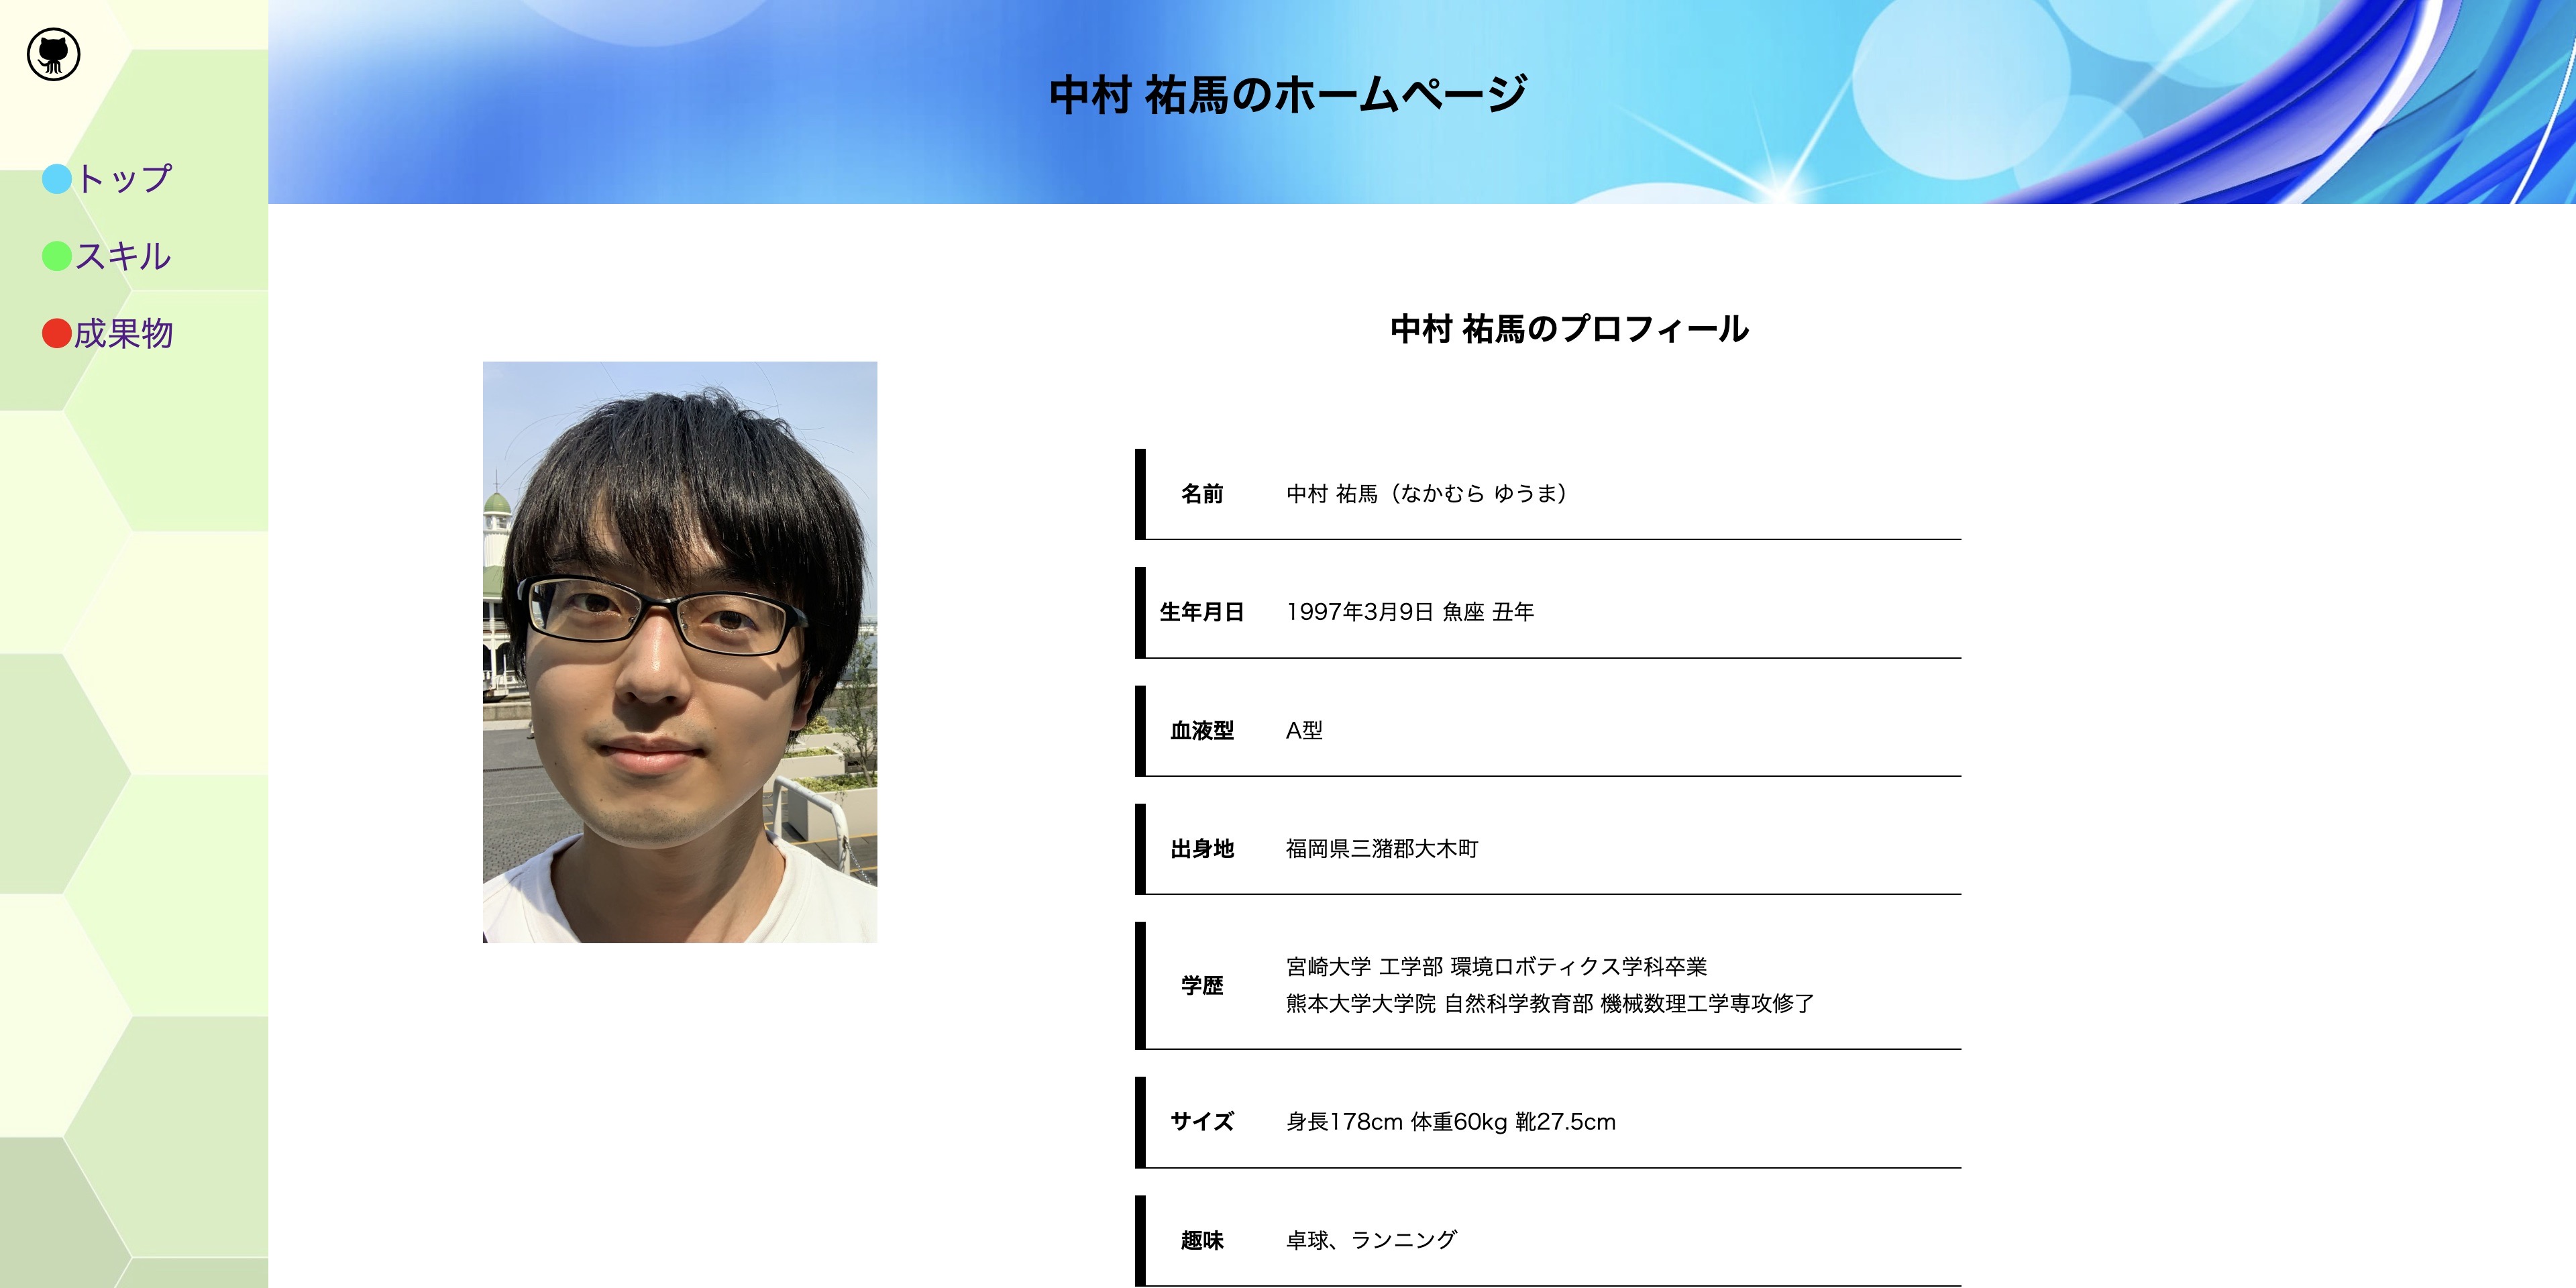 中村 祐馬のホームページ
トップ
スキル
成果物
中村 祐馬のプロフィール
名前 中村 祐馬（なかむら ゆうま）
生年月日 1997年3月9日 魚座 丑年
血液型 A型
出身地 福岡県三潴郡大木町
学歴 宮崎大学 工学部 環境ロボティクス学科卒業
熊本大学大学院 自然科学教育部 機械数理工学専攻修了
サイズ 身長178cm 体重60kg 靴27.5cm
趣味 卓球、ランニング